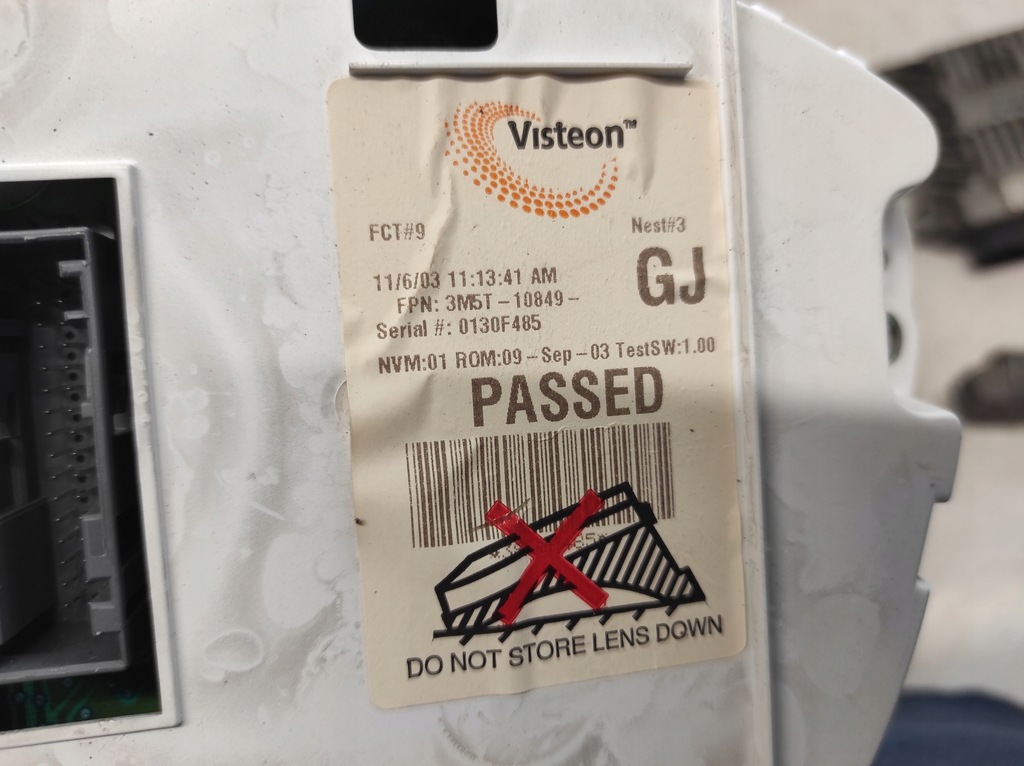 Visteon™
FCT#9
Nest#3
GJ
11/6/03 11:13:41 AM
FPN: 3M5T-10849-
Serial #: 0130F485
NVM:01 ROM:09-Sep-03 TestSW:1.00
PASSED
DO NOT STORE LENS DOWN